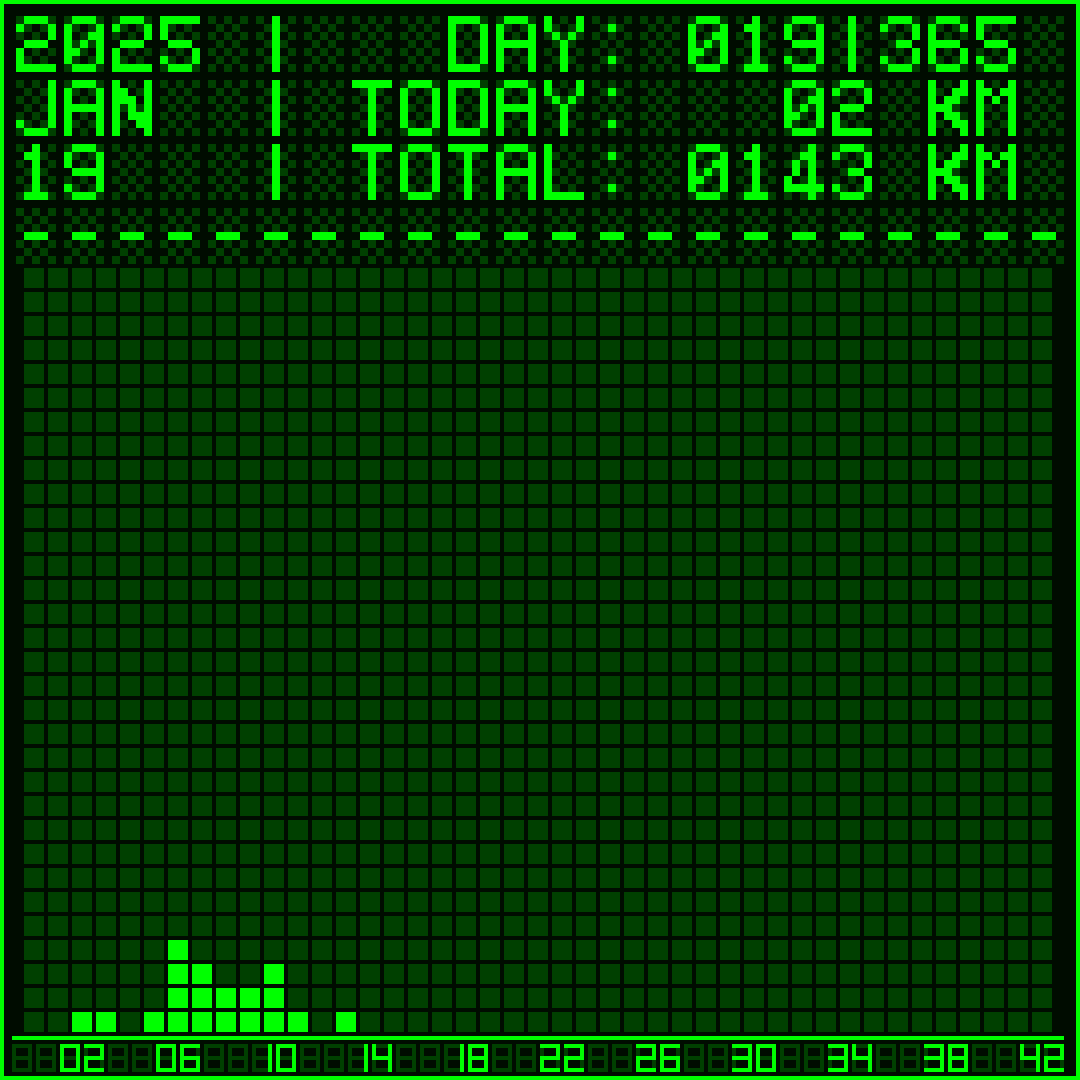 2025 | DAY: 019|365
JAN | TODAY: 02 KM
19 | TOTAL: 0143 KM
- - - - - - - - - - - - - - - - - - - - - -
02 06 10 14 18 22 26 30 34 38 42